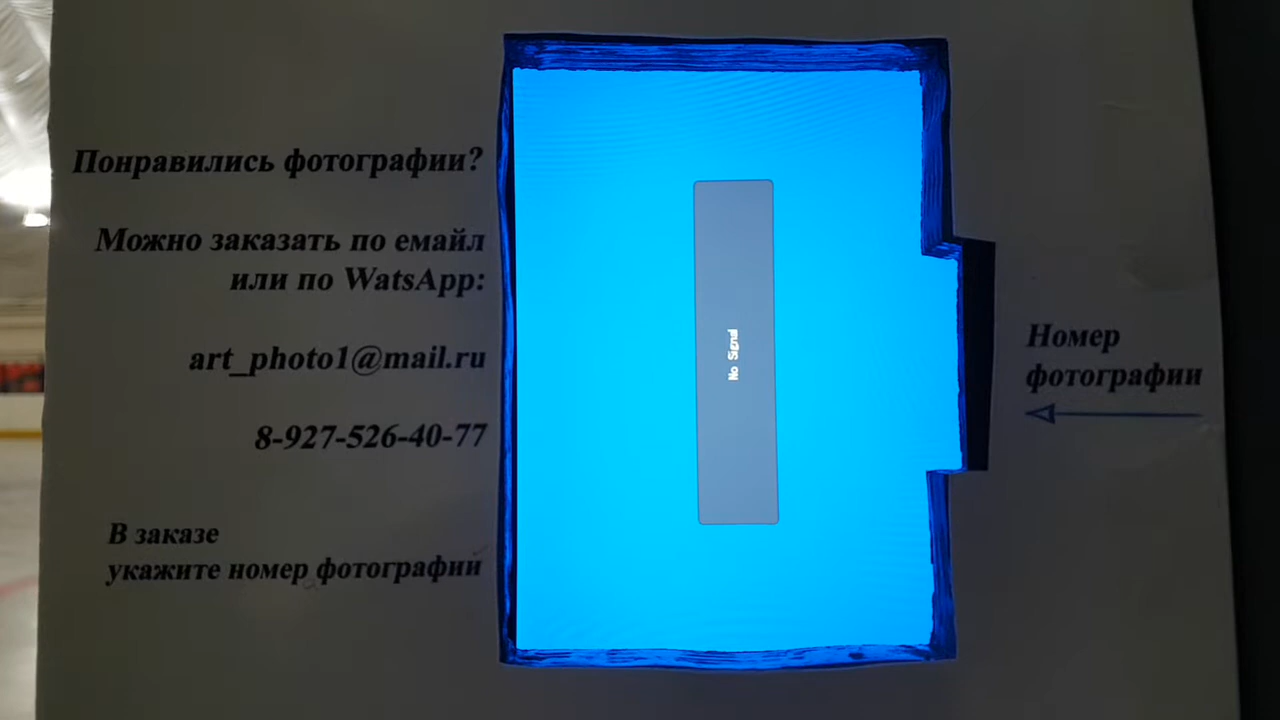 Понравились фотографии?
Можно заказать по емайл
или по WatsApp:
art_photo1@mail.ru
8-927-526-40-77
В заказе
укажите номер фотографий
No Signal
Номер
фотографии